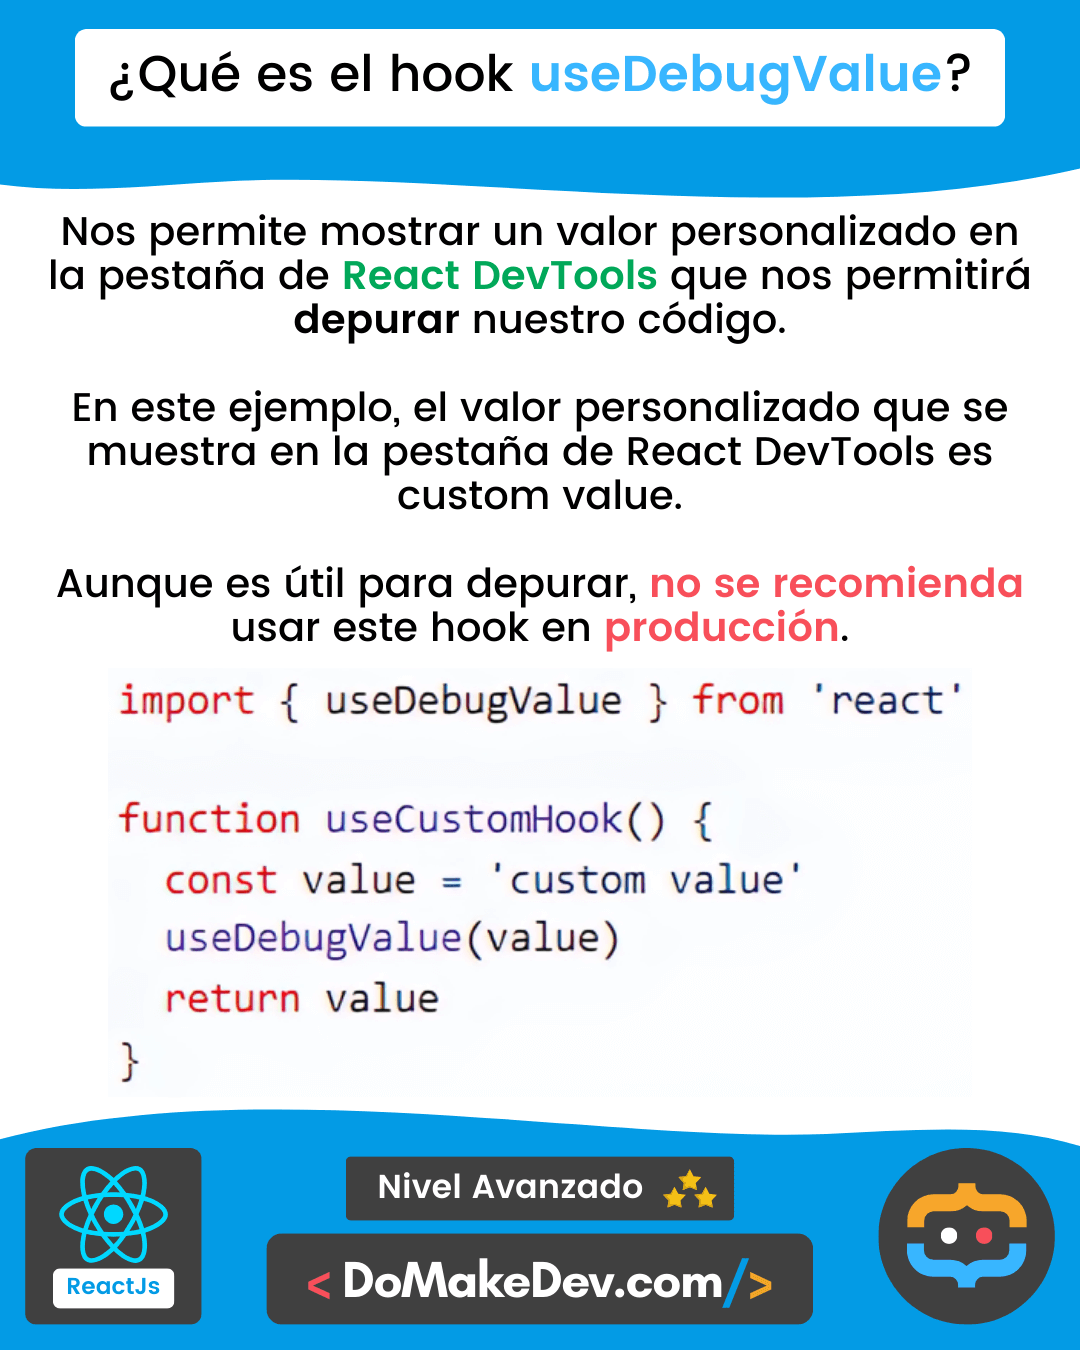 ¿Qué es el hook useDebugValue?
Nos permite mostrar un valor personalizado en
la pestaña de React DevTools que nos permitirá
depurar nuestro código.
En este ejemplo, el valor personalizado que se
muestra en la pestaña de React DevTools es
custom value.
Aunque es útil para depurar, no se recomienda
usar este hook en producción.
import { useDebugValue } from 'react'
function useCustomHook() {
  const value = 'custom value'
  useDebugValue(value)
  return value
}
Nivel Avanzado
ReactJs
< DoMakeDev.com/>